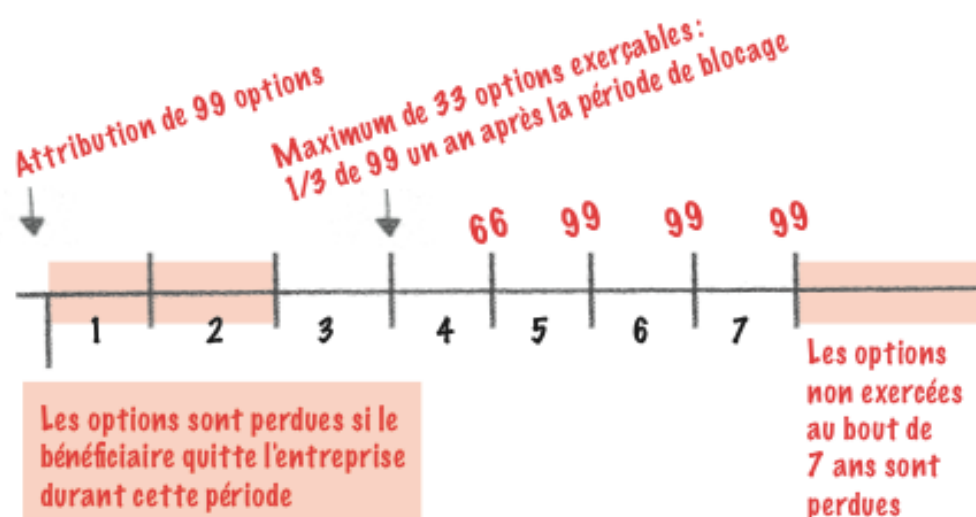 Attribution de 99 options
Maximum de 33 options exerçables:
1/3 de 99 un an après la période de blocage
66 99 99 99
1 2 3 4 5 6 7
Les options sont perdues si le
bénéficiaire quitte l'entreprise
durant cette période
Les options
non exercées
au bout de
7 ans sont
perdues